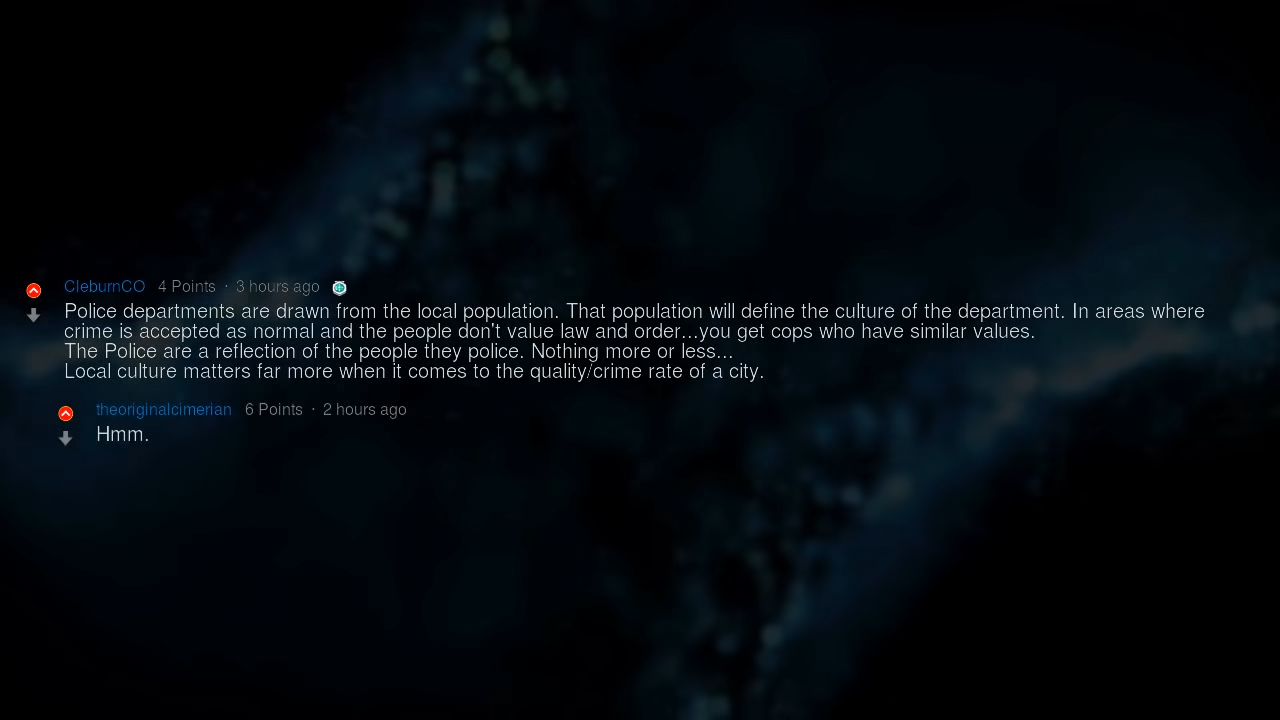 CleburnCO 4 Points · 3 hours ago
Police departments are drawn from the local population. That population will define the culture of the department. In areas where
crime is accepted as normal and the people don't value law and order...you get cops who have similar values.
The Police are a reflection of the people they police. Nothing more or less...
Local culture matters far more when it comes to the quality/crime rate of a city.
theoriginalcimerian 6 Points · 2 hours ago
Hmm.